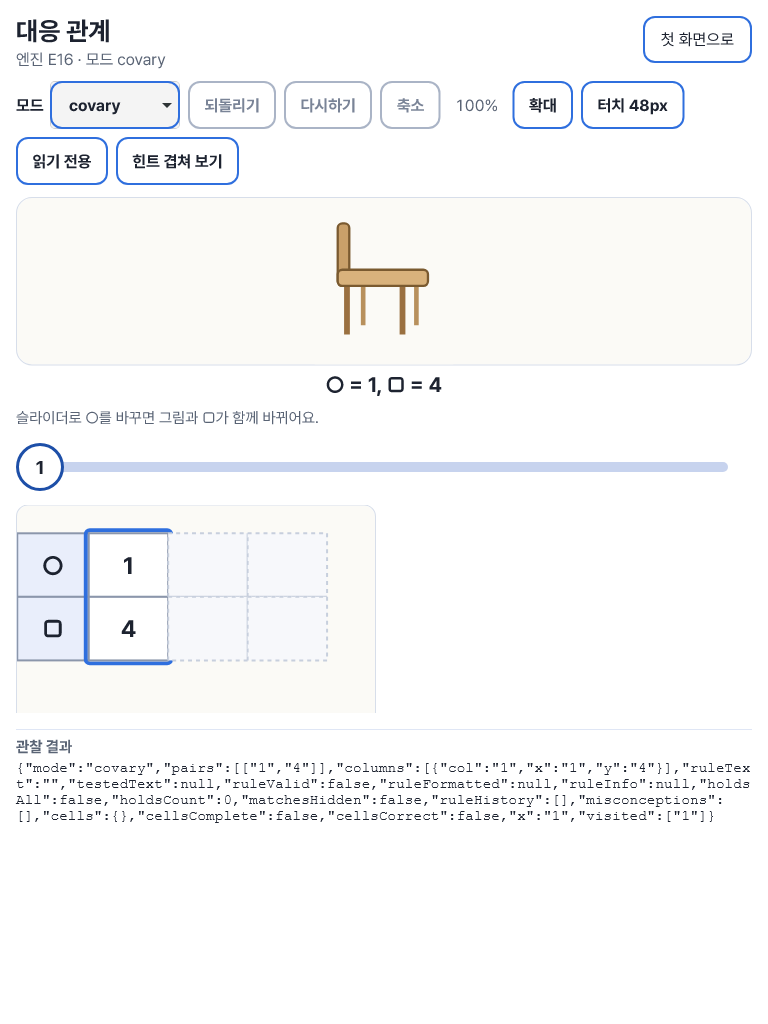 대응 관계
엔진 E16 · 모드 covary
첫 화면으로
모드 covary 되돌리기 다시하기 축소 100% 확대 터치 48px
읽기 전용 힌트 겹쳐 보기
○ = 1, □ = 4
슬라이더로 ○를 바꾸면 그림과 □가 함께 바뀌어요.
1
○ 1
□ 4
관찰 결과
{"mode":"covary","pairs":[["1","4"]],"columns":[{"col":"1","x":"1","y":"4"}],"ruleTex
t":"","testedText":null,"ruleValid":false,"ruleFormatted":null,"ruleInfo":null,"holds
All":false,"holdsCount":0,"matchesHidden":false,"ruleHistory":[],"misconceptions":
[],"cells":{},"cellsComplete":false,"cellsCorrect":false,"x":"1","visited":["1"]}